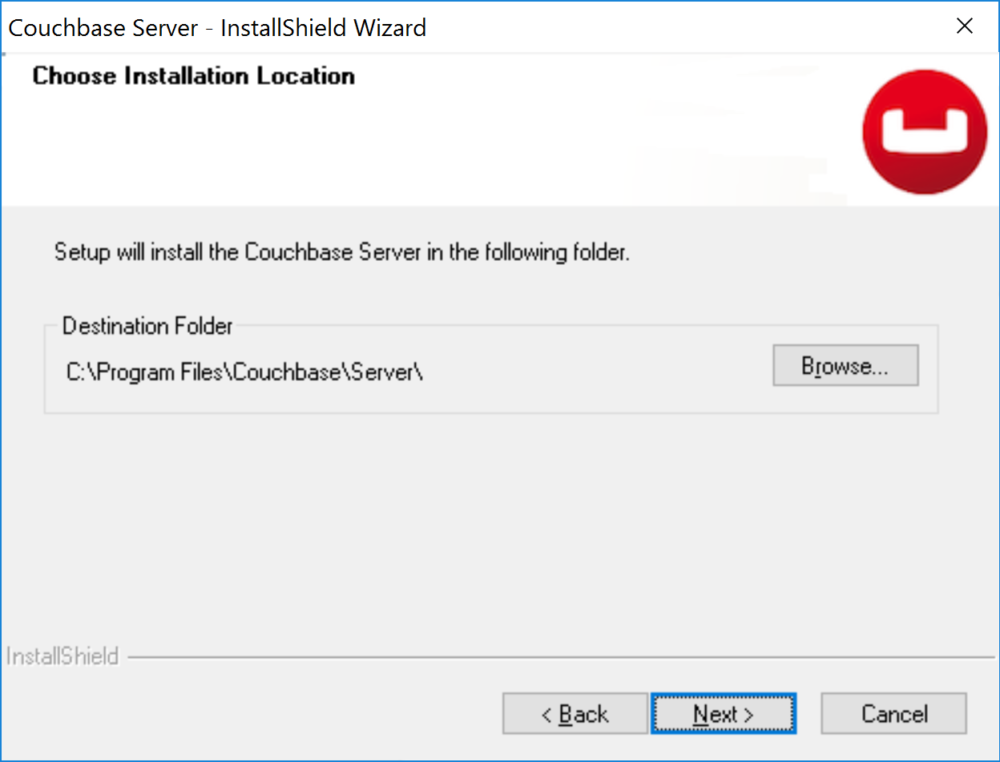 Couchbase Server - InstallShield Wizard
Choose Installation Location
Setup will install the Couchbase Server in the following folder.
Destination Folder
C:\Program Files\Couchbase\Server\
Browse...
InstallShield
< Back
Next >
Cancel